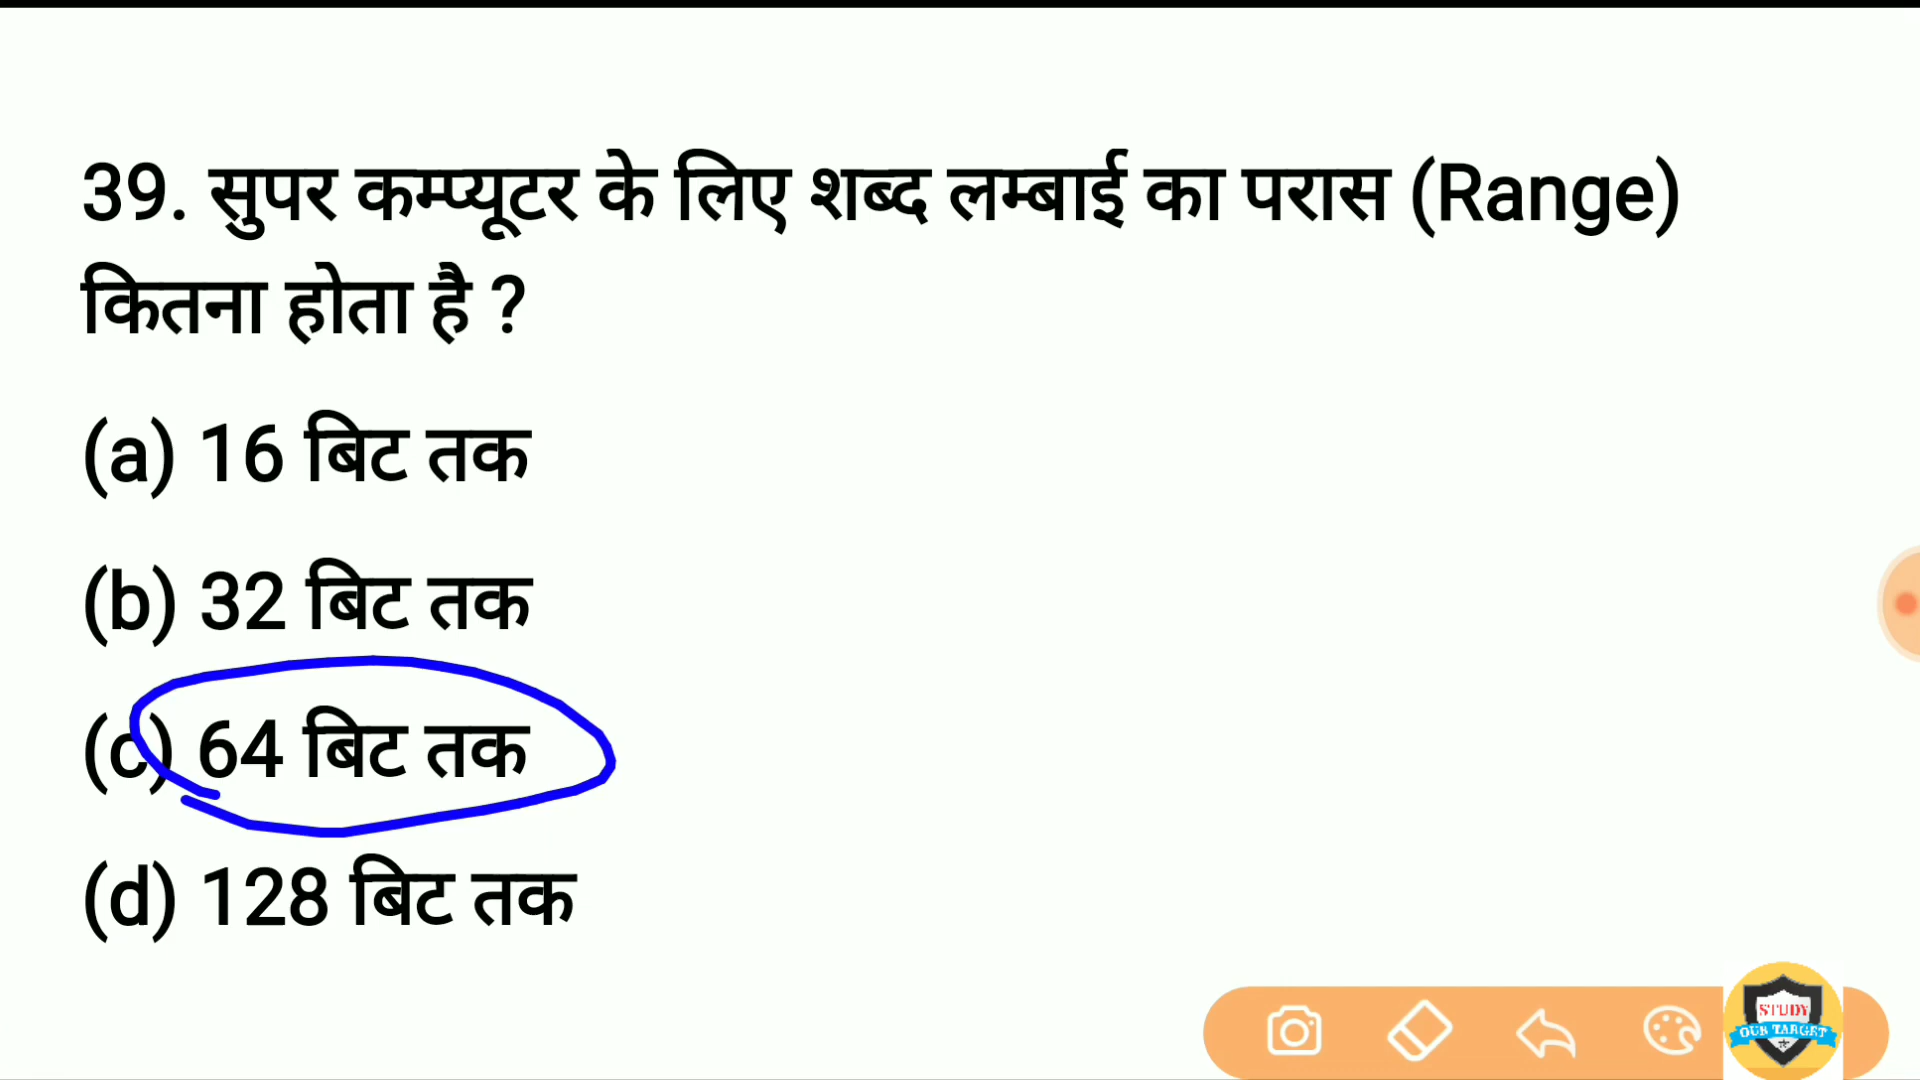 39. सुपर कम्प्यूटर के लिए शब्द लम्बाई का परास (Range)
कितना होता है ?
(a) 16 बिट तक
(b) 32 बिट तक
(c) 64 बिट तक
(d) 128 बिट तक
STUDY
OUR TARGET